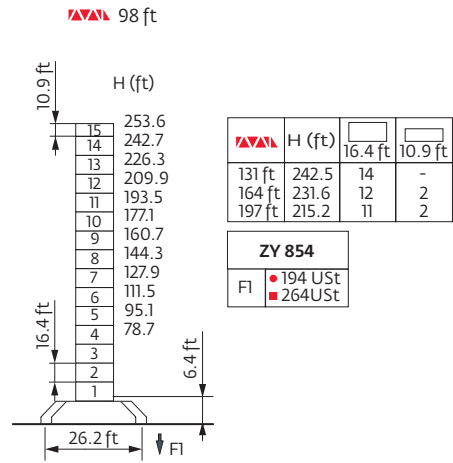 98 ft
H (ft)
10.9 ft
15 253.6
14 242.7
13 226.3
12 209.9
11 193.5
10 177.1
9 160.7
8 144.3
7 127.9
6 111.5
5 95.1
4 78.7
3
2
1
16.4 ft
6.4 ft
26.2 ft
F1
H (ft) 16.4 ft 10.9 ft
131 ft 242.5 14 -
164 ft 231.6 12 2
197 ft 215.2 11 2
ZY 854
F1 194 USt
264USt